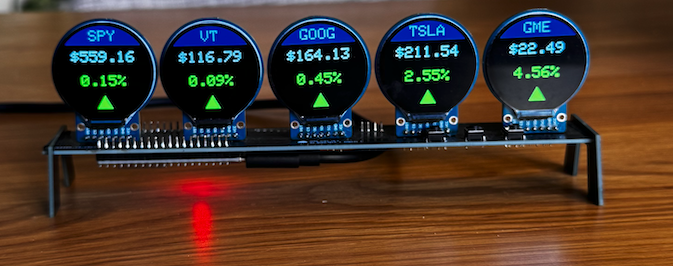 SPY
$559.16
0.15%
VT
$116.79
0.09%
GOOG
$164.13
0.45%
TSLA
$211.54
2.55%
GME
$22.49
4.56%